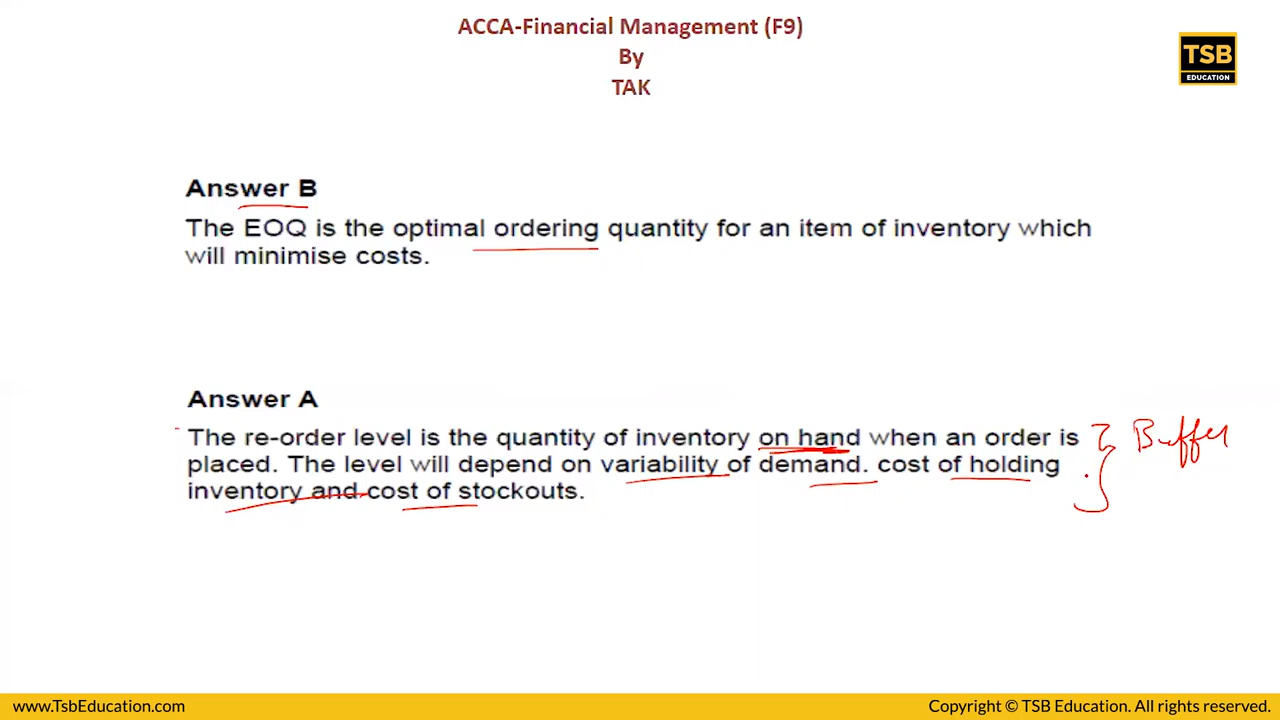 ACCA-Financial Management (F9)
By
TAK
TSB
EDUCATION
Answer B
The EOQ is the optimal ordering quantity for an item of inventory which
will minimise costs.
Answer A
The re-order level is the quantity of inventory on hand when an order is
placed. The level will depend on variability of demand. cost of holding
inventory and cost of stockouts.
Buffer
www.TsbEducation.com
Copyright © TSB Education. All rights reserved.